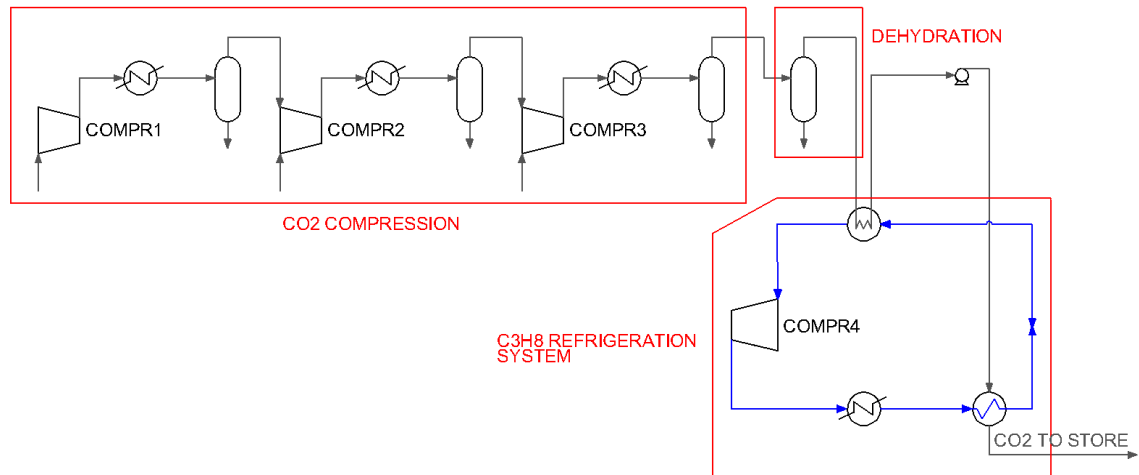 DEHYDRATION
COMPR1
COMPR2
COMPR3
CO2 COMPRESSION
C3H8 REFRIGERATION
SYSTEM
COMPR4
CO2 TO STORE